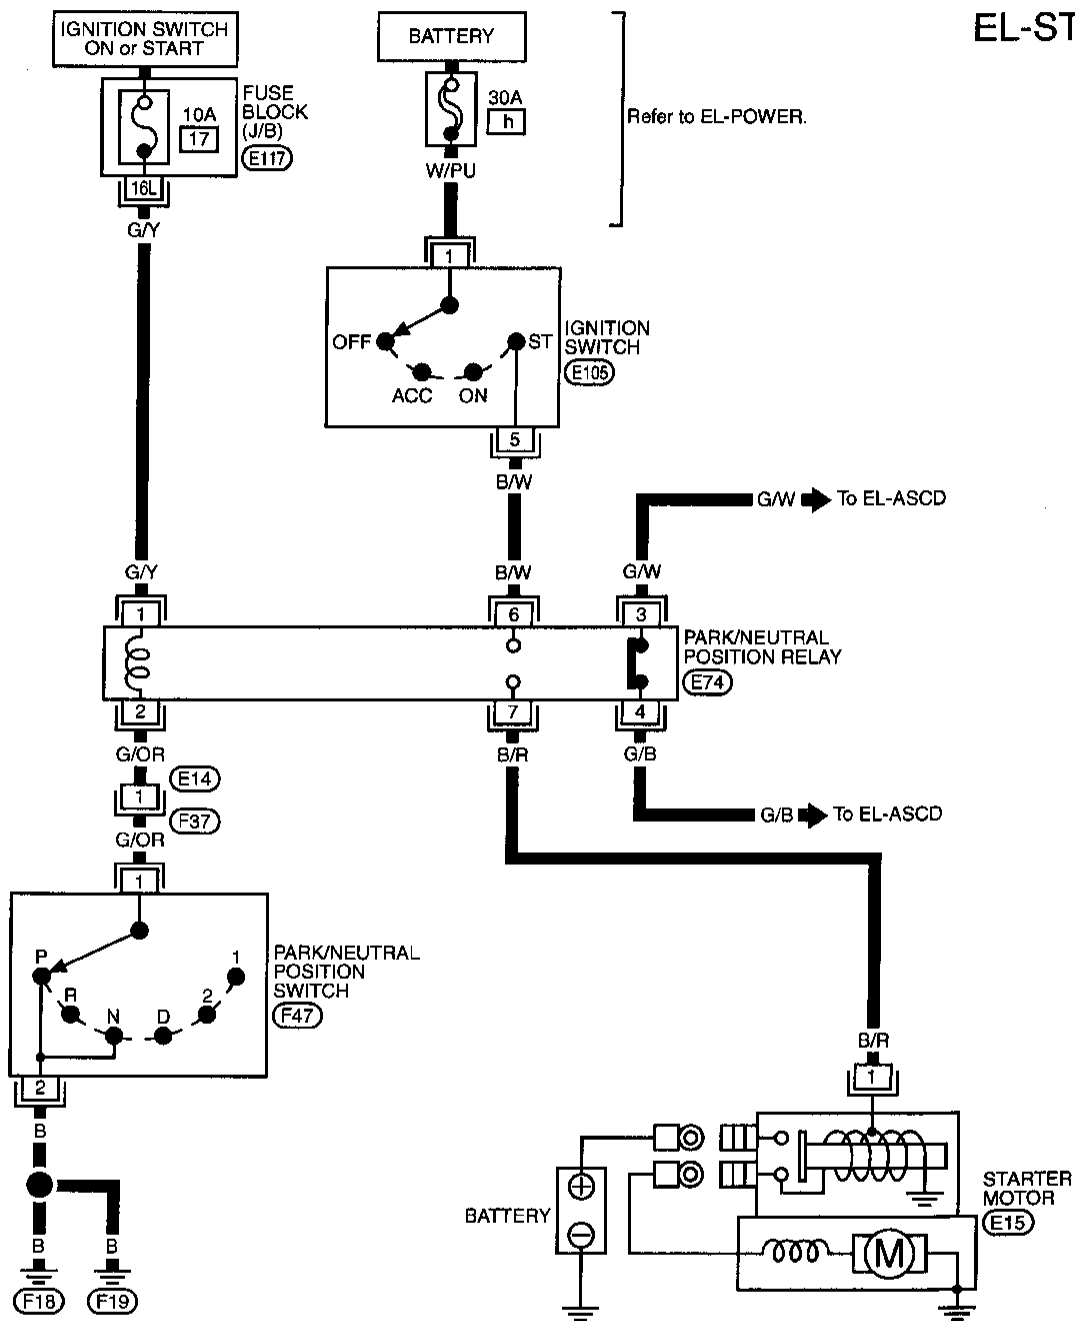 EL-ST
IGNITION SWITCH
ON or START
BATTERY
10A
17
FUSE
BLOCK
(J/B)
E117
30A
h
Refer to EL-POWER.
16L
W/PU
G/Y
1
OFF
ST
ACC
ON
IGNITION
SWITCH
E105
5
B/W
G/W
To EL-ASCD
G/Y
B/W
G/W
1
6
3
PARK/NEUTRAL
POSITION RELAY
E74
2
7
4
G/OR
B/R
G/B
E14
1
F37
G/B
To EL-ASCD
G/OR
1
P
R
N
D
2
1
PARK/NEUTRAL
POSITION
SWITCH
F47
2
B
B/R
1
B
B
F18
F19
BATTERY
M
STARTER
MOTOR
E15